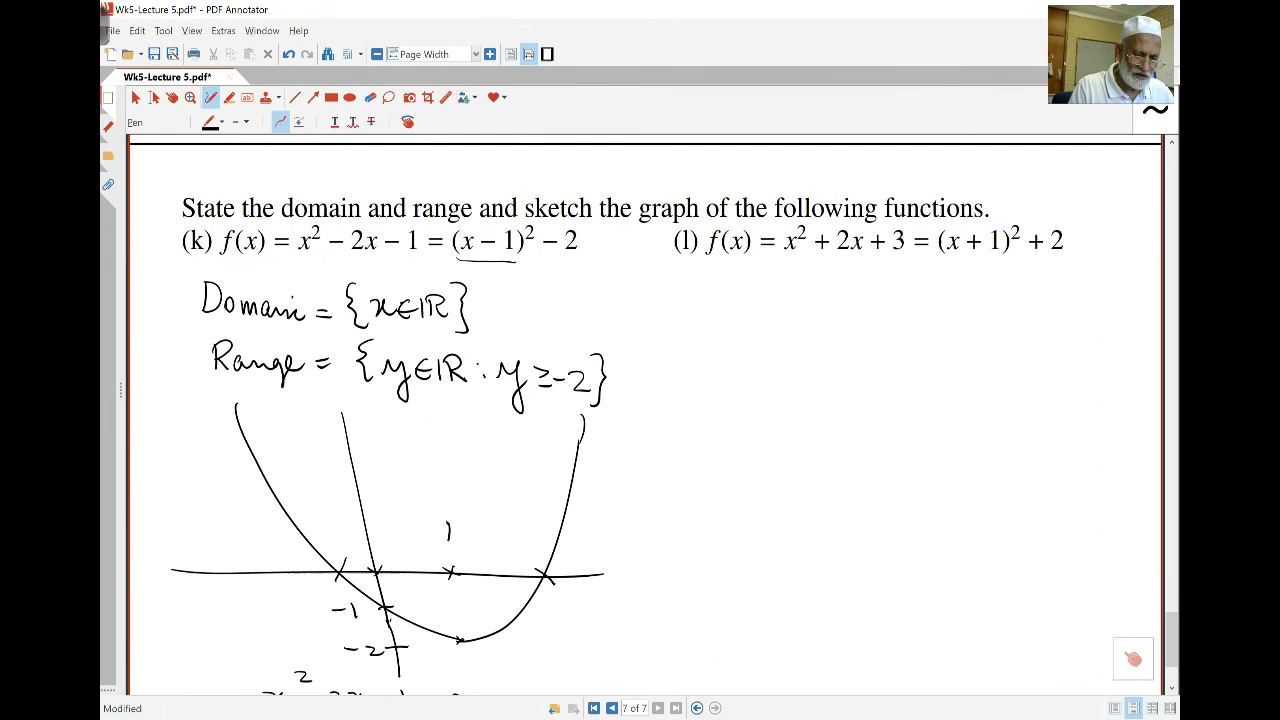 Wk5-Lecture 5.pdf* - PDF Annotator
File Edit Tool View Extras Window Help
Page Width
Wk5-Lecture 5.pdf*
Pen
State the domain and range and sketch the graph of the following functions.
(k) f(x) = x² − 2x − 1 = (x − 1)² − 2
(l) f(x) = x² + 2x + 3 = (x + 1)² + 2
Domain = {x∈ℝ}
Range = {y∈ℝ : y ≥ -2}
1
-1
-2
2
7 of 7
Modified